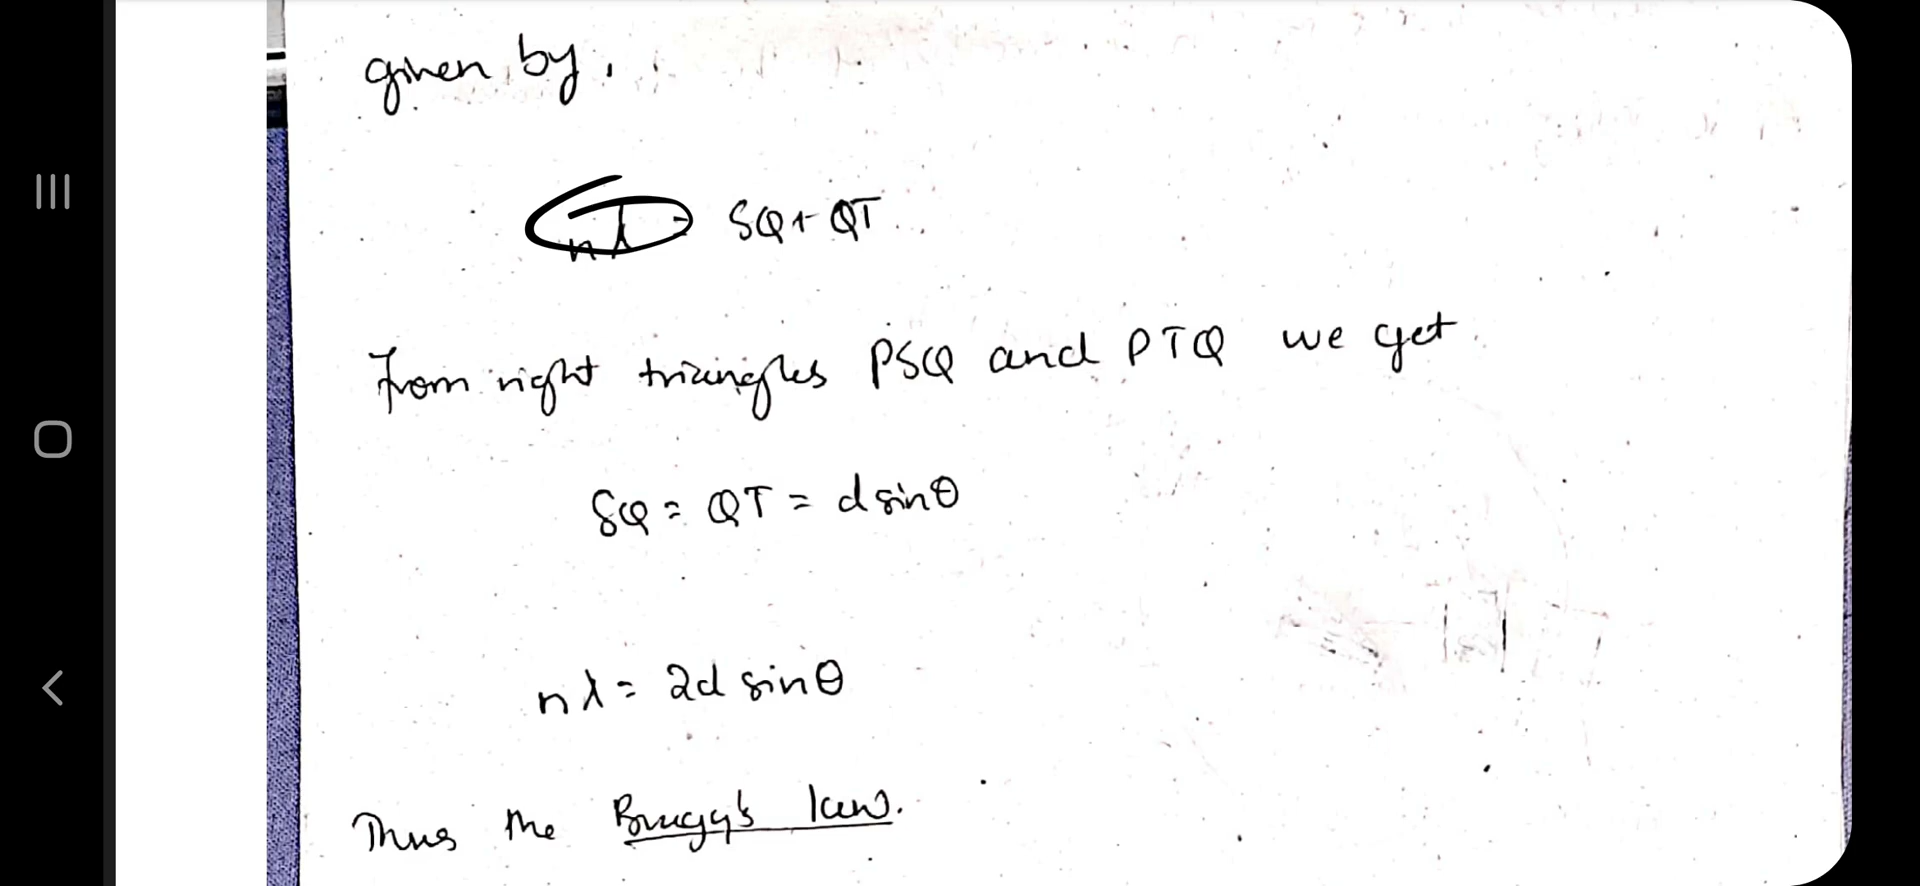 given by,
nλ = SQ + QT
From right triangles PSQ and PTQ we get
SQ = QT = d sinθ
nλ = 2d sinθ
Thus the Bragg's law.